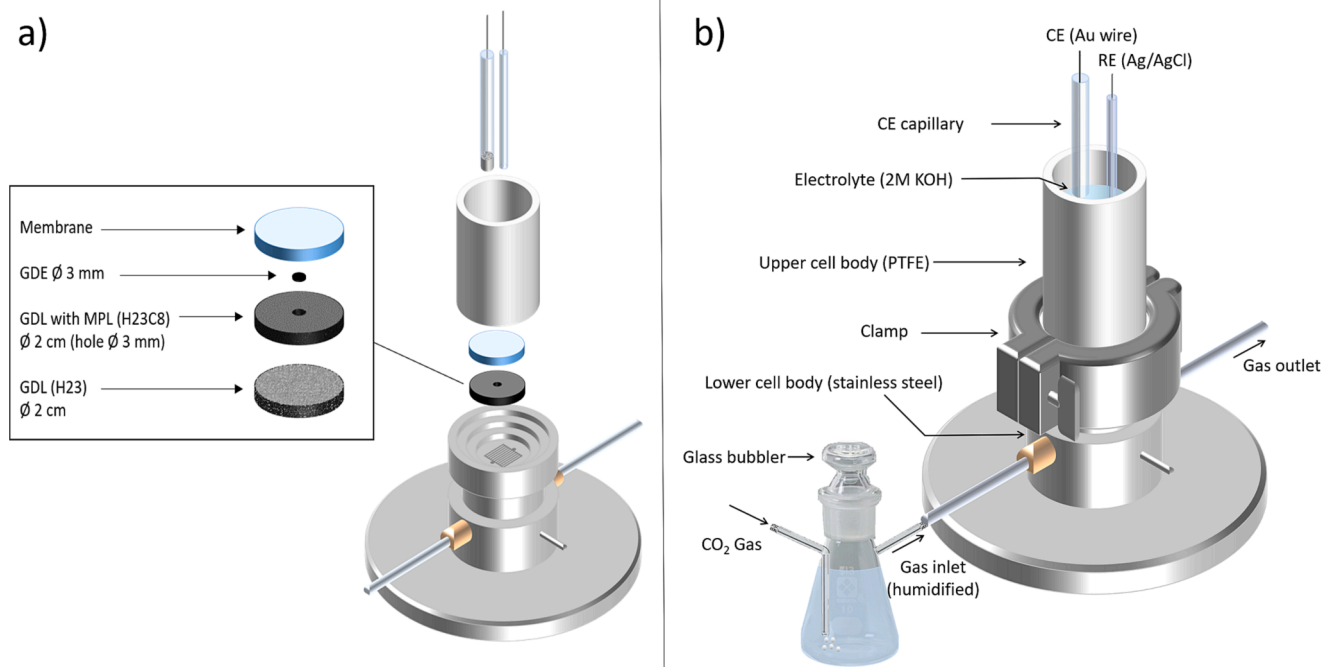 a)
Membrane
GDE Ø 3 mm
GDL with MPL (H23C8)
Ø 2 cm (hole Ø 3 mm)
GDL (H23)
Ø 2 cm
b)
CE (Au wire)
RE (Ag/AgCl)
CE capillary
Electrolyte (2M KOH)
Upper cell body (PTFE)
Clamp
Gas outlet
Lower cell body (stainless steel)
Glass bubbler
CO₂ Gas
Gas inlet
(humidified)